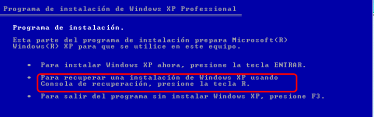 Programa de instalación de Windows XP Professional
Programa de instalación.
Esta parte del programa de instalación prepara Microsoft(R)
Windows(R) XP para que se utilice en este equipo.
• Para instalar Windows XP ahora, presione la tecla ENTRAR.
• Para recuperar una instalación de Windows XP usando
Consola de recuperación, presione la tecla R.
• Para salir del programa sin instalar Windows XP, presione F3.